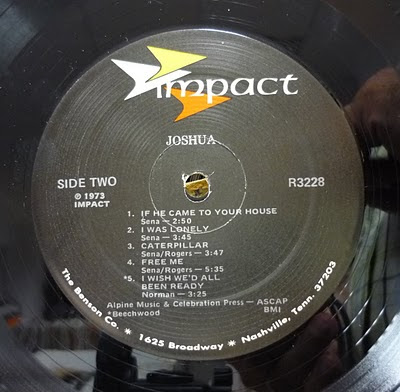 impact
JOSHUA
SIDE TWO
R3228
℗ 1973
IMPACT
1. IF HE CAME TO YOUR HOUSE
Sena — 2:50
2. I WAS LONELY
Sena — 3:45
3. CATERPILLAR
Sena/Rogers — 3:47
4. FREE ME
Sena/Rogers — 5:35
*5. I WISH WE'D ALL
BEEN READY
Norman — 3:25
Alpine Music & Celebration Press — ASCAP
*Beechwood BMI
The Benson Co. * 1625 Broadway * Nashville, Tenn. 37203